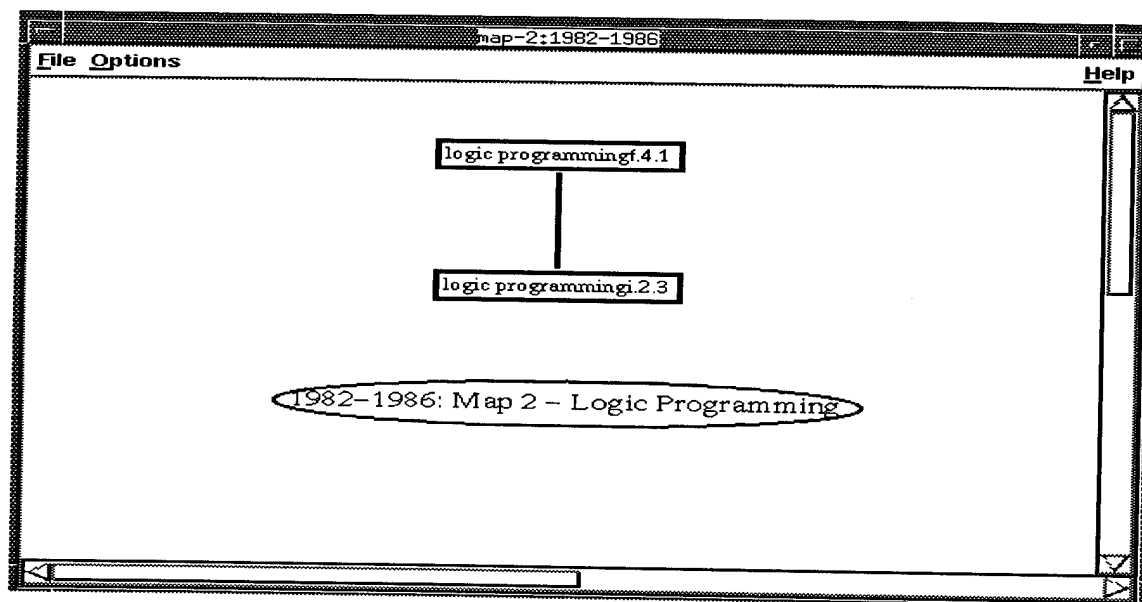 map-2:1982-1986
File Options
Help
logic programmingf.4.1
logic programmingi.2.3
1982-1986: Map 2 - Logic Programming